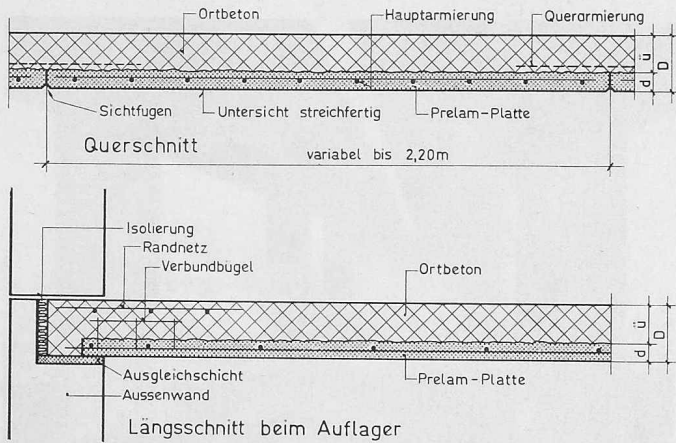 Ortbeton
Hauptarmierung
Querarmierung
ü
D
p
Sichtfugen
Untersicht streichfertig
Prelam-Platte
Querschnitt
variabel bis 2,20m
Isolierung
Randnetz
Verbundbügel
Ortbeton
ü
D
p
Ausgleichschicht
Prelam-Platte
Aussenwand
Längsschnitt beim Auflager